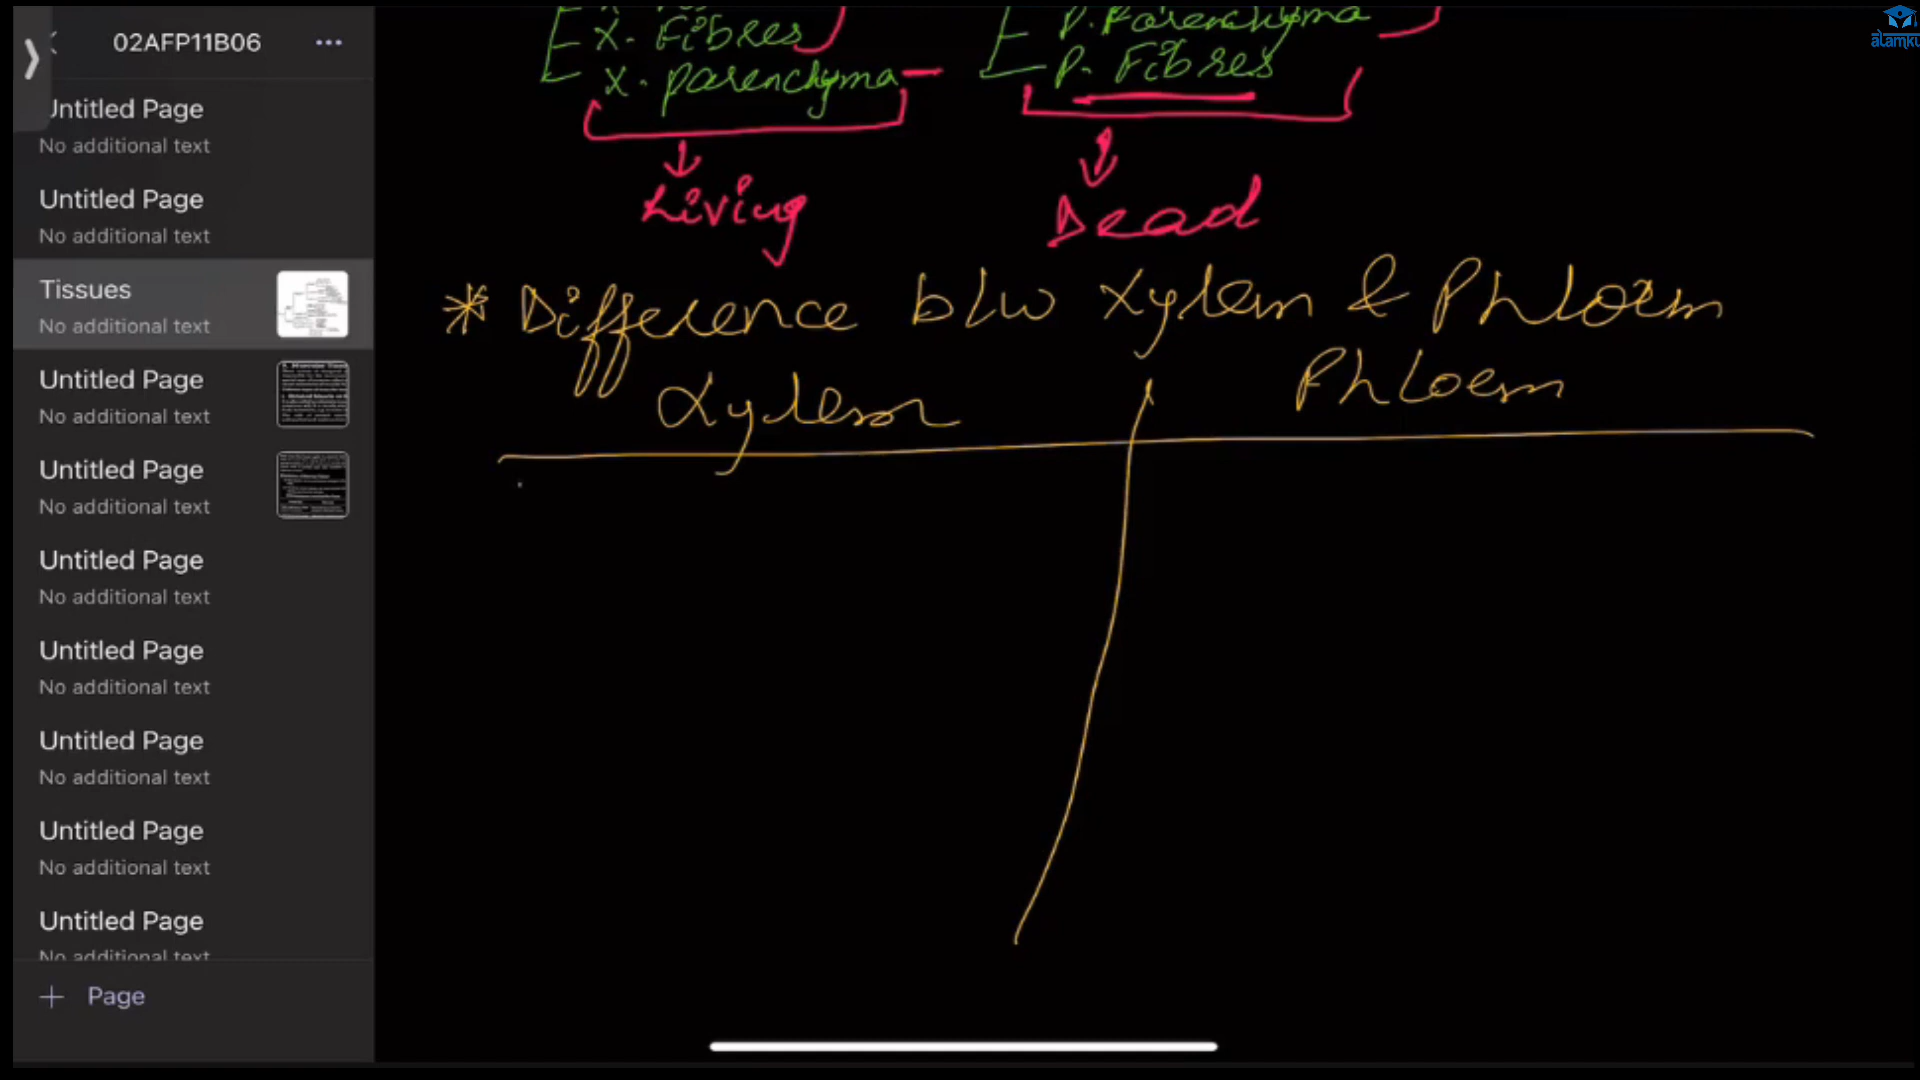 02AFP11B06
Untitled Page
No additional text
Untitled Page
No additional text
Tissues
No additional text
Untitled Page
No additional text
Untitled Page
No additional text
Untitled Page
No additional text
Untitled Page
No additional text
Untitled Page
No additional text
Untitled Page
No additional text
Untitled Page
No additional text
+ Page
X. Fibres
X. parenchyma
P. Parenchyma
P. Fibres
Living
Dead
* Difference b/w Xylem & Phloem
Xylem
Phloem